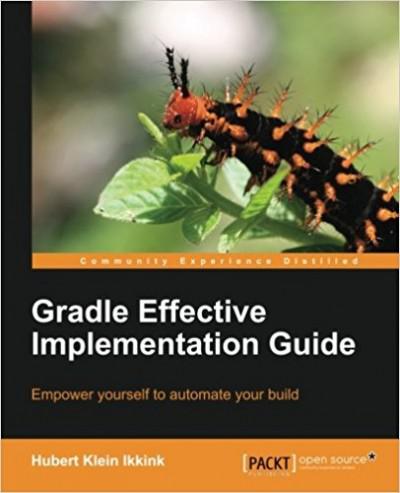 Community Experience Distilled
Gradle Effective
Implementation Guide
Empower yourself to automate your build
Hubert Klein Ikkink
[PACKT] open source*
PUBLISHING